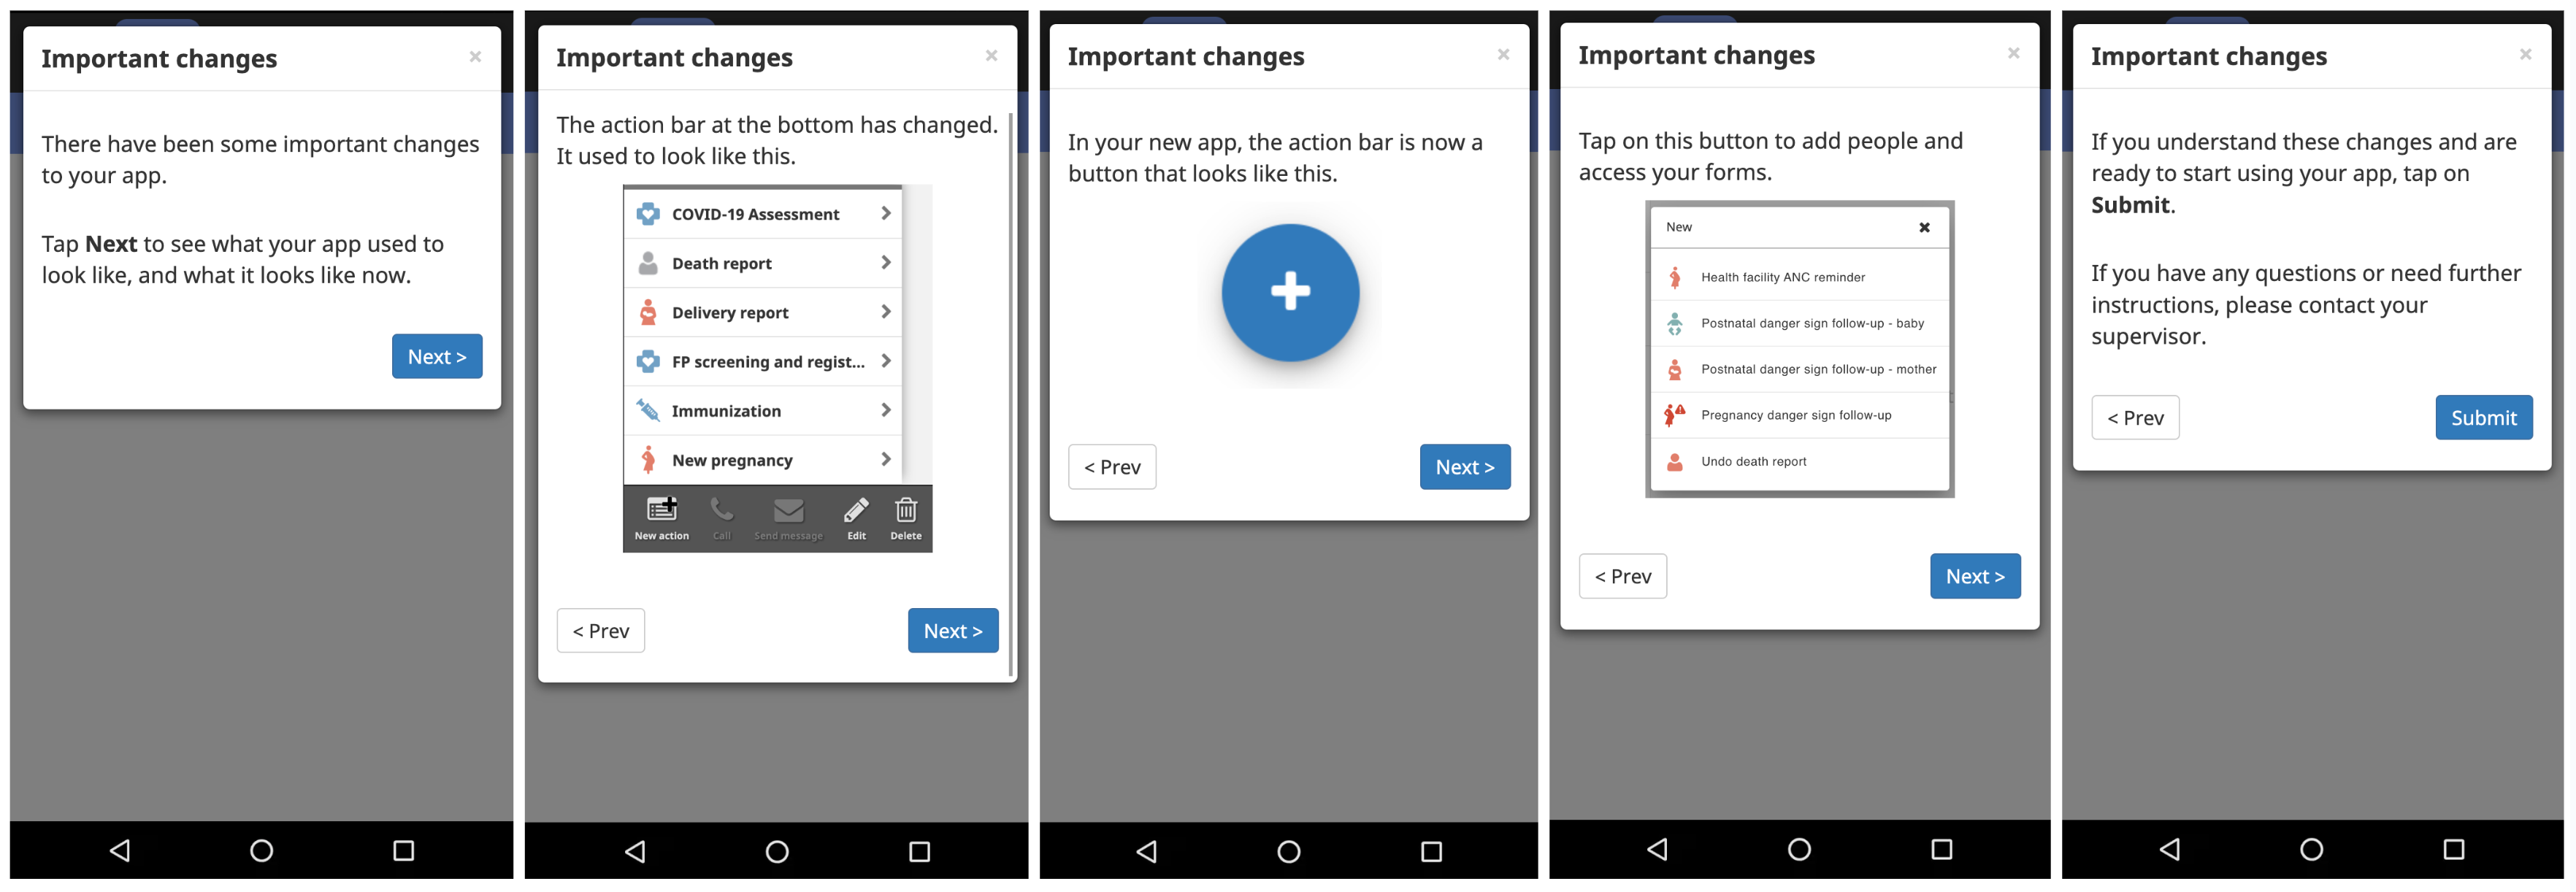 Important changes ×
There have been some important changes
to your app.
Tap Next to see what your app used to
look like, and what it looks like now.
Next >
Important changes ×
The action bar at the bottom has changed.
It used to look like this.
COVID-19 Assessment
Death report
Delivery report
FP screening and regist...
Immunization
New pregnancy
New action Call Send message Edit Delete
< Prev Next >
Important changes ×
In your new app, the action bar is now a
button that looks like this.
< Prev Next >
Important changes ×
Tap on this button to add people and
access your forms.
New
Health facility ANC reminder
Postnatal danger sign follow-up - baby
Postnatal danger sign follow-up - mother
Pregnancy danger sign follow-up
Undo death report
< Prev Next >
Important changes ×
If you understand these changes and are
ready to start using your app, tap on
Submit.
If you have any questions or need further
instructions, please contact your
supervisor.
< Prev Submit